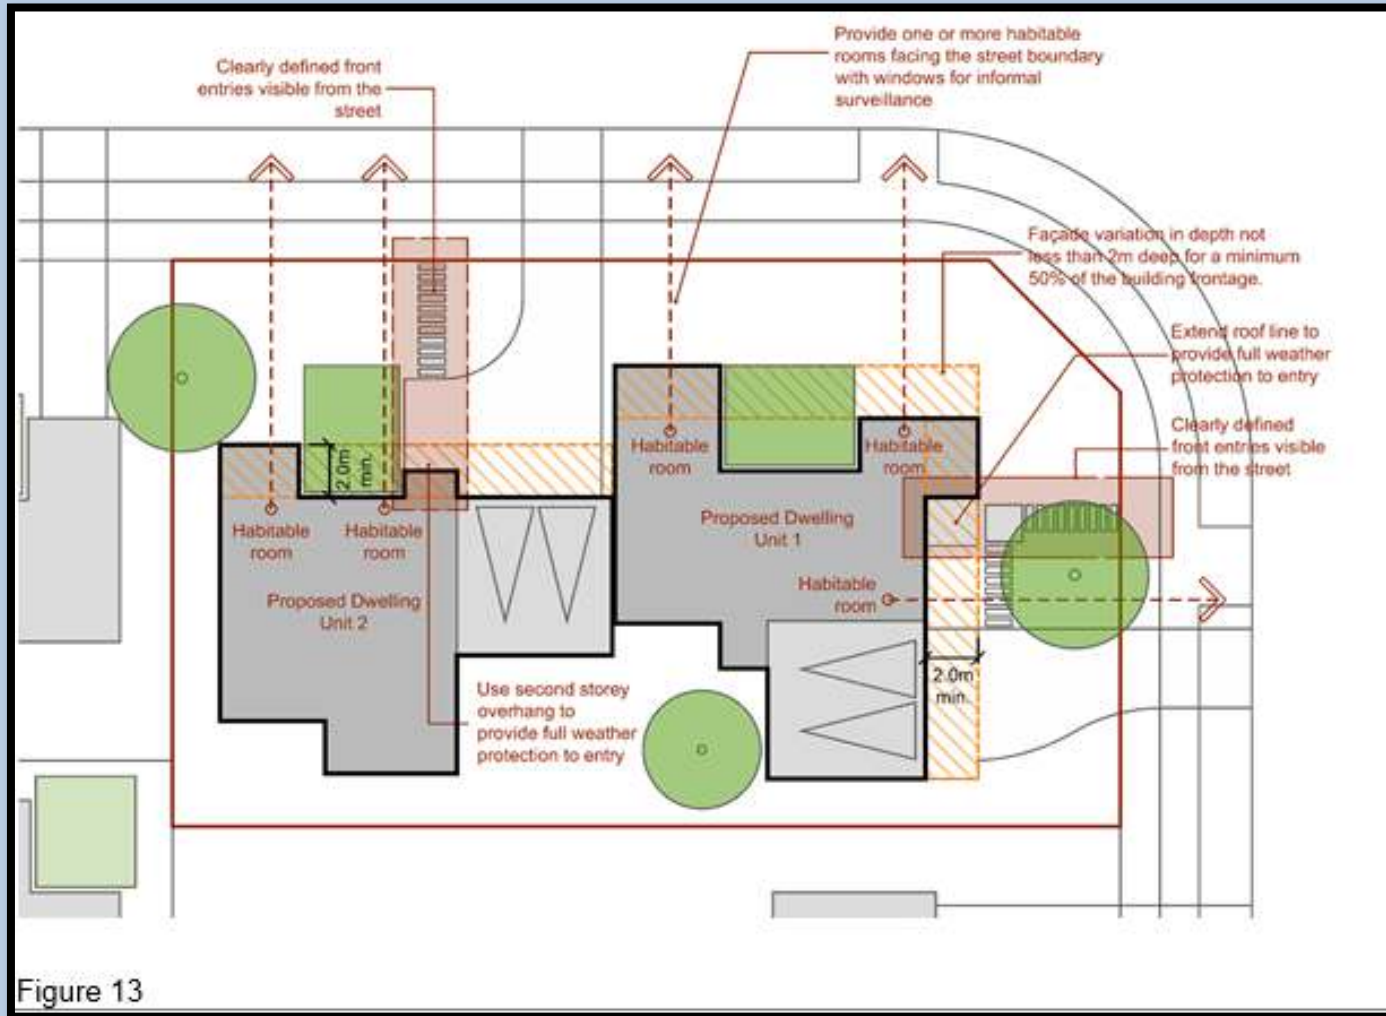 Provide one or more habitable
rooms facing the street boundary
with windows for informal
surveillance
Clearly defined front
entries visible from the
street
Façade variation in depth not
less than 2m deep for a minimum
50% of the building frontage.
Extend roof line to
provide full weather
protection to entry
Clearly defined
front entries visible
from the street
2.0m
min.
Habitable
room
Habitable
room
Habitable
room
Habitable
room
Proposed Dwelling
Unit 1
Habitable
room
Proposed Dwelling
Unit 2
2.0m
min.
Use second storey
overhang to
provide full weather
protection to entry
Figure 13